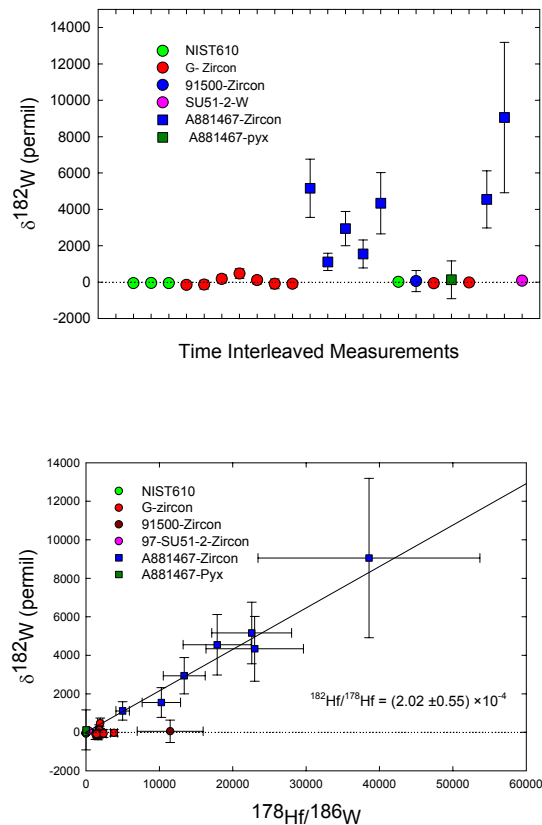 14000
12000
10000
8000
6000
4000
2000
0
-2000
δ182W (permil)
NIST610
G- Zircon
91500-Zircon
SU51-2-W
A881467-Zircon
A881467-pyx
Time Interleaved Measurements
14000
12000
10000
8000
6000
4000
2000
0
-2000
δ182W (permil)
NIST610
G-zircon
91500-Zircon
97-SU51-2-Zircon
A881467-Zircon
A881467-Pyx
182Hf/178Hf = (2.02 ±0.55) ×10-4
0 10000 20000 30000 40000 50000 60000
178Hf/186W